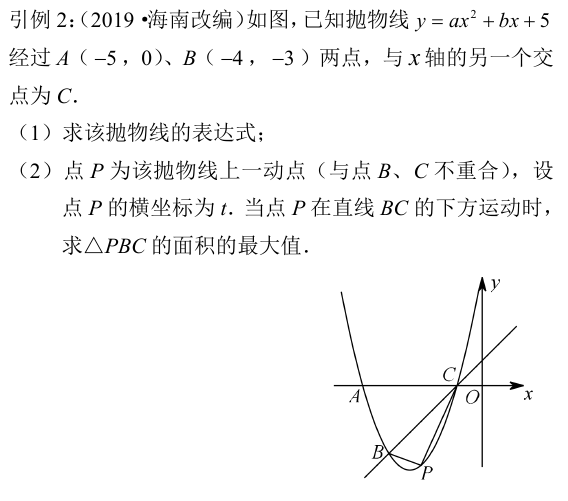 引例 2:（2019 •海南改编）如图，已知抛物线 y = ax² + bx + 5
经过 A（ −5 ，0）、B（ −4 ， −3 ）两点，与 x 轴的另一个交
点为 C．
（1）求该抛物线的表达式；
（2）点 P 为该抛物线上一动点（与点 B、C 不重合），设
点 P 的横坐标为 t．当点 P 在直线 BC 的下方运动时，
求△PBC 的面积的最大值．
y
C
A
O
x
B
P